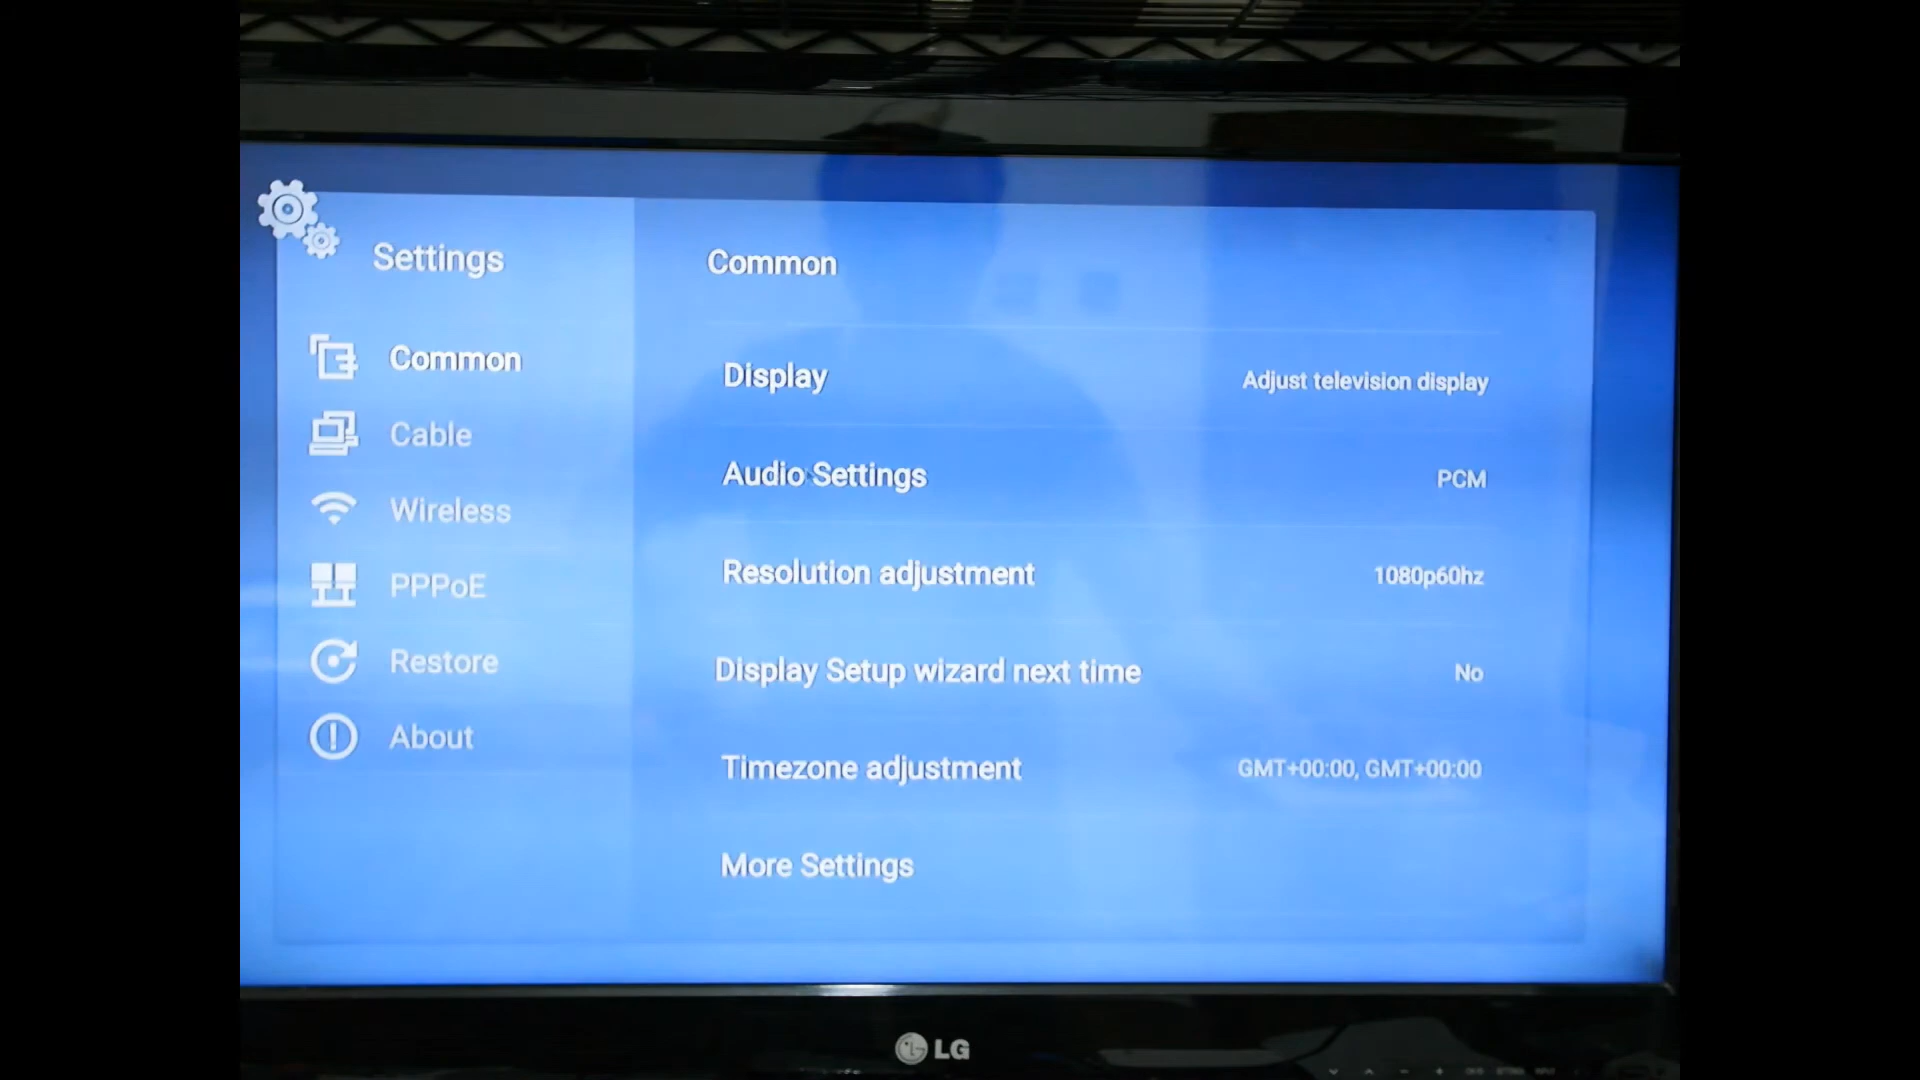 Settings
Common
Cable
Wireless
PPPoE
Restore
About
Common
Display Adjust television display
Audio Settings PCM
Resolution adjustment 1080p60hz
Display Setup wizard next time No
Timezone adjustment GMT+00:00, GMT+00:00
More Settings
LG